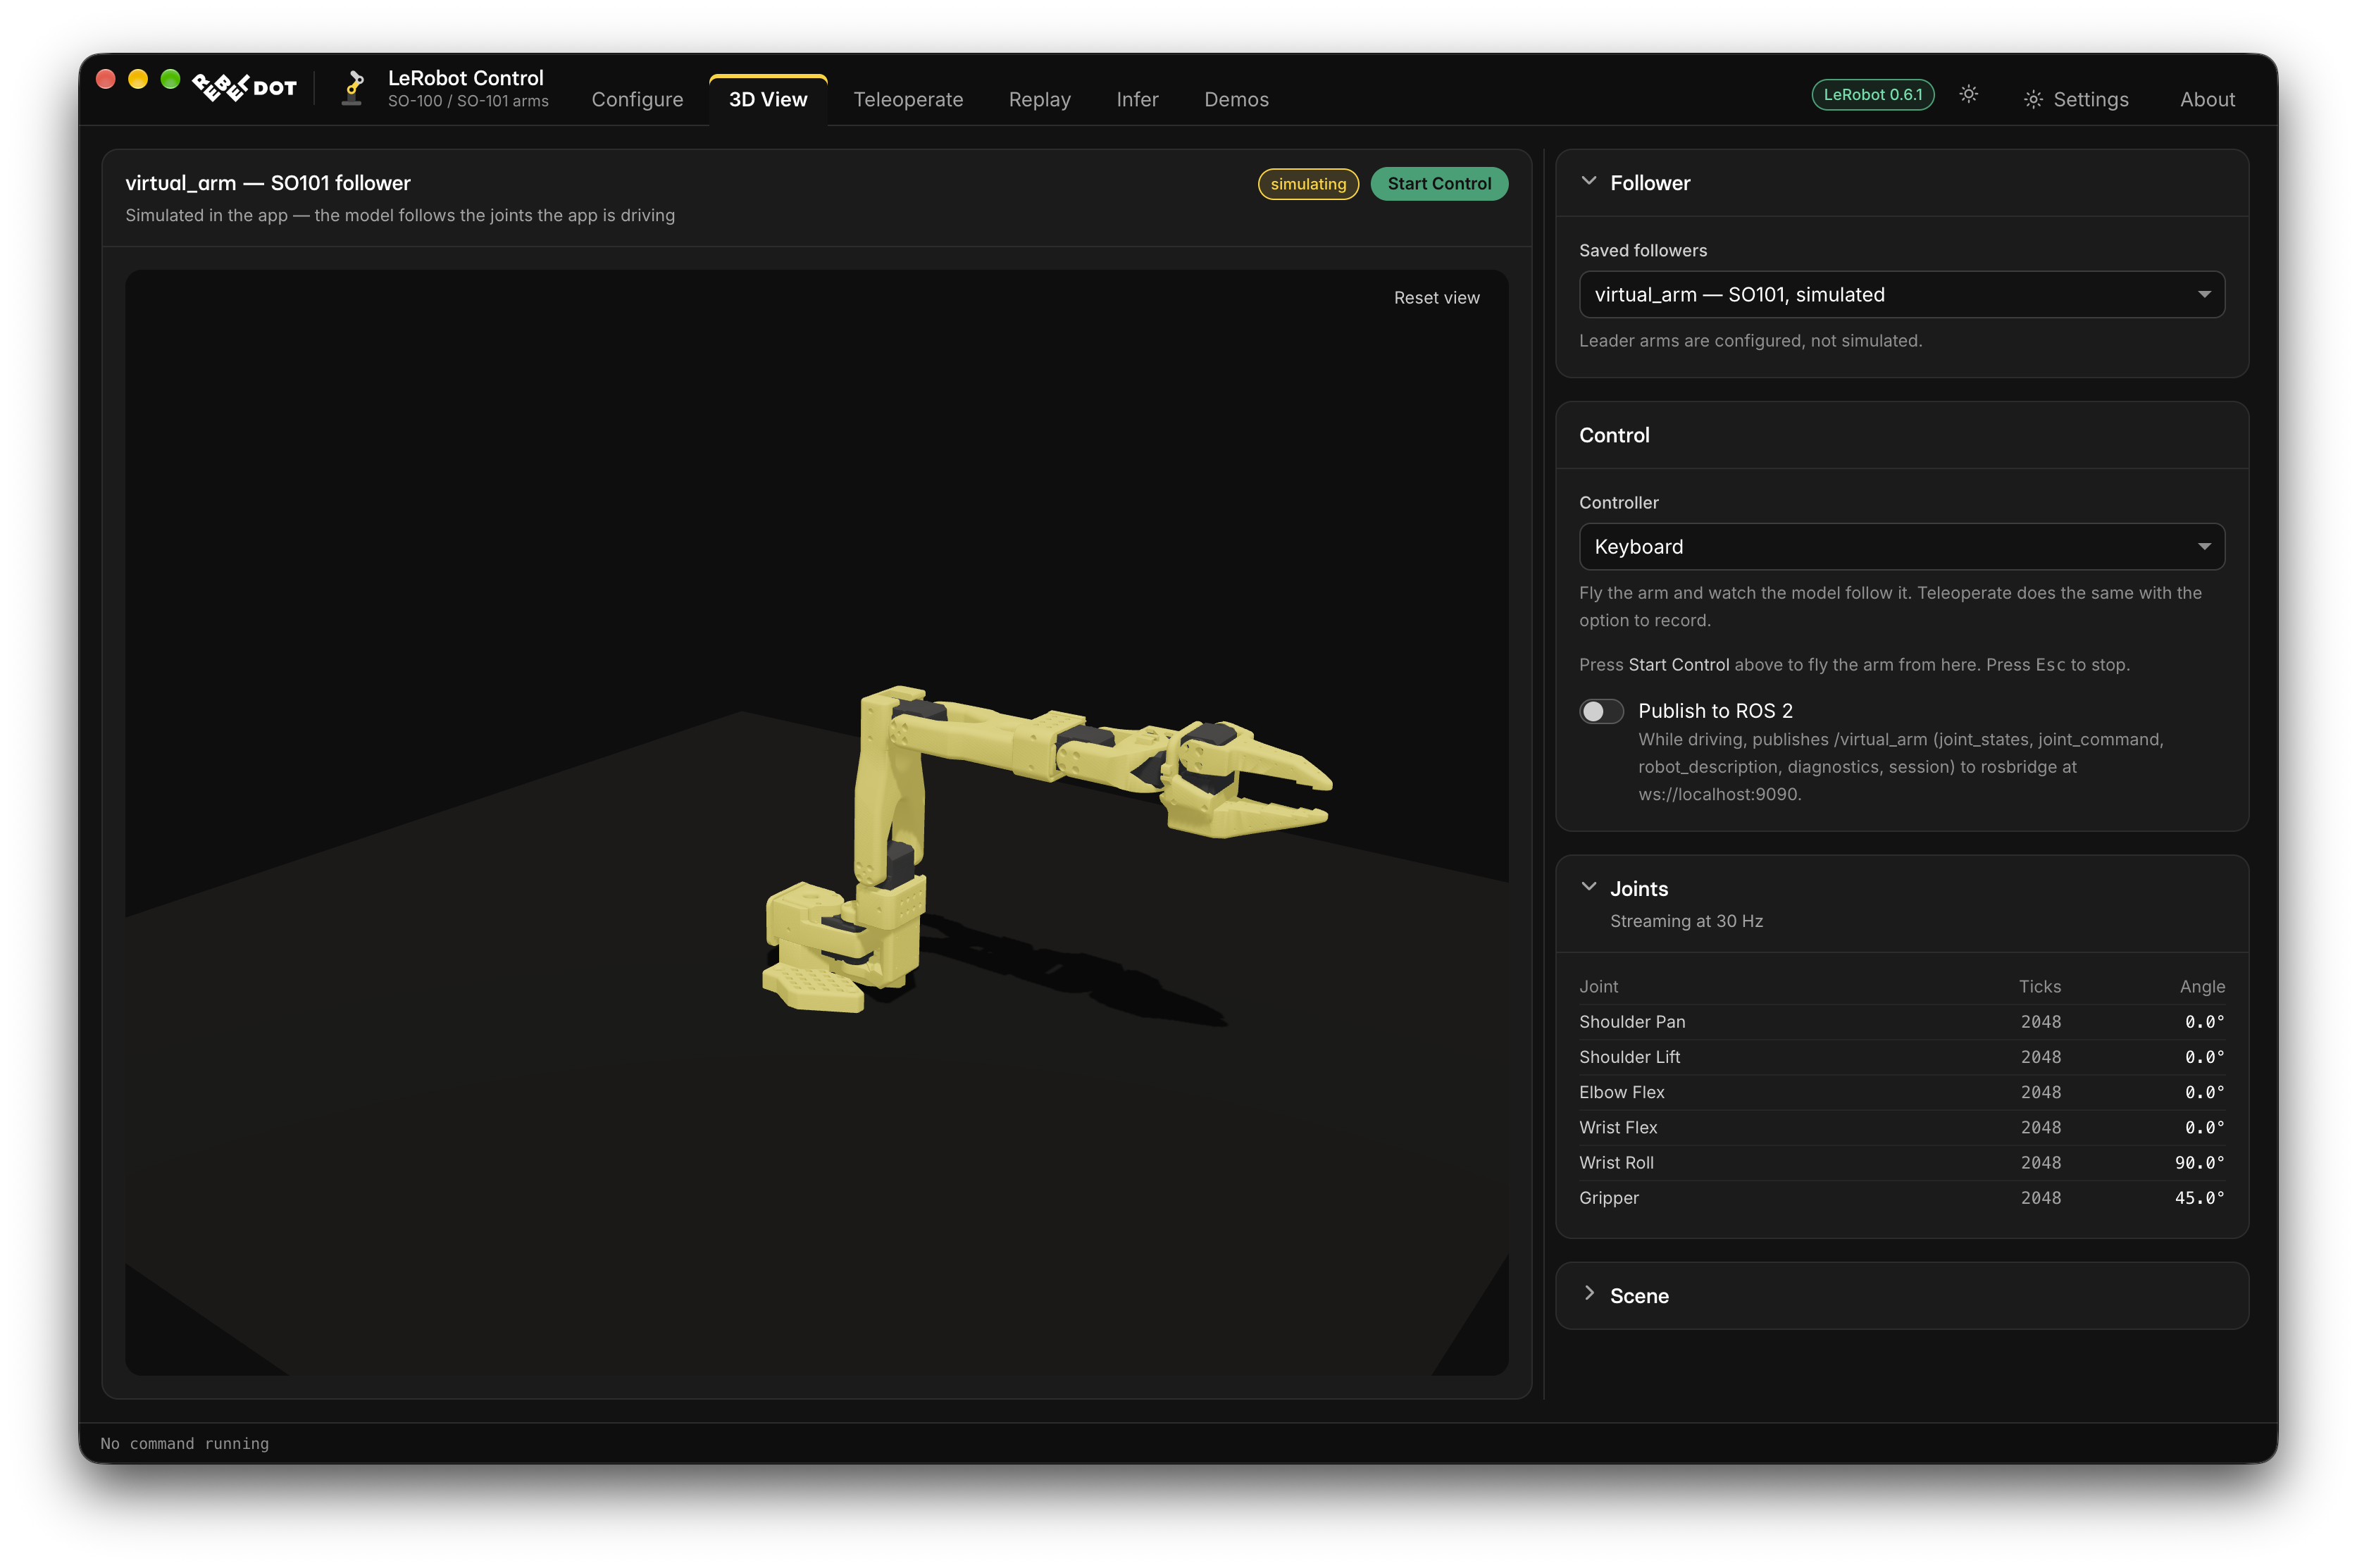 REBEL DOT
LeRobot Control
SO-100 / SO-101 arms
Configure
3D View
Teleoperate
Replay
Infer
Demos
LeRobot 0.6.1
Settings
About
virtual_arm — SO101 follower
Simulated in the app — the model follows the joints the app is driving
simulating
Start Control
Reset view
Follower
Saved followers
virtual_arm — SO101, simulated
Leader arms are configured, not simulated.
Control
Controller
Keyboard
Fly the arm and watch the model follow it. Teleoperate does the same with the
option to record.
Press Start Control above to fly the arm from here. Press Esc to stop.
Publish to ROS 2
While driving, publishes /virtual_arm (joint_states, joint_command,
robot_description, diagnostics, session) to rosbridge at
ws://localhost:9090.
Joints
Streaming at 30 Hz
Joint Ticks Angle
Shoulder Pan 2048 0.0°
Shoulder Lift 2048 0.0°
Elbow Flex 2048 0.0°
Wrist Flex 2048 0.0°
Wrist Roll 2048 90.0°
Gripper 2048 45.0°
Scene
No command running